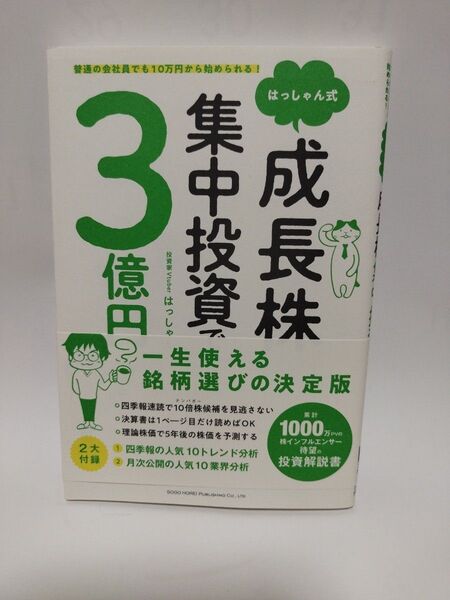 普通の会社員でも10万円から始められる!
はっしゃん式
成長株
集中投資で
3億円
投資家Vtuber はっしゃ
一生使える
銘柄選びの決定版
四季報速読で10倍株候補を見逃さない
テンバガー
決算書は1ページ目だけ読めばOK
理論株価で5年後の株価を予測する
2大
付録
1 四季報の人気10トレンド分析
2 月次公開の人気10業界分析
累計
1000万PVの
株インフルエンサー
待望の
投資解説書
SOGO HOREI PUBLISHING CO., LTD